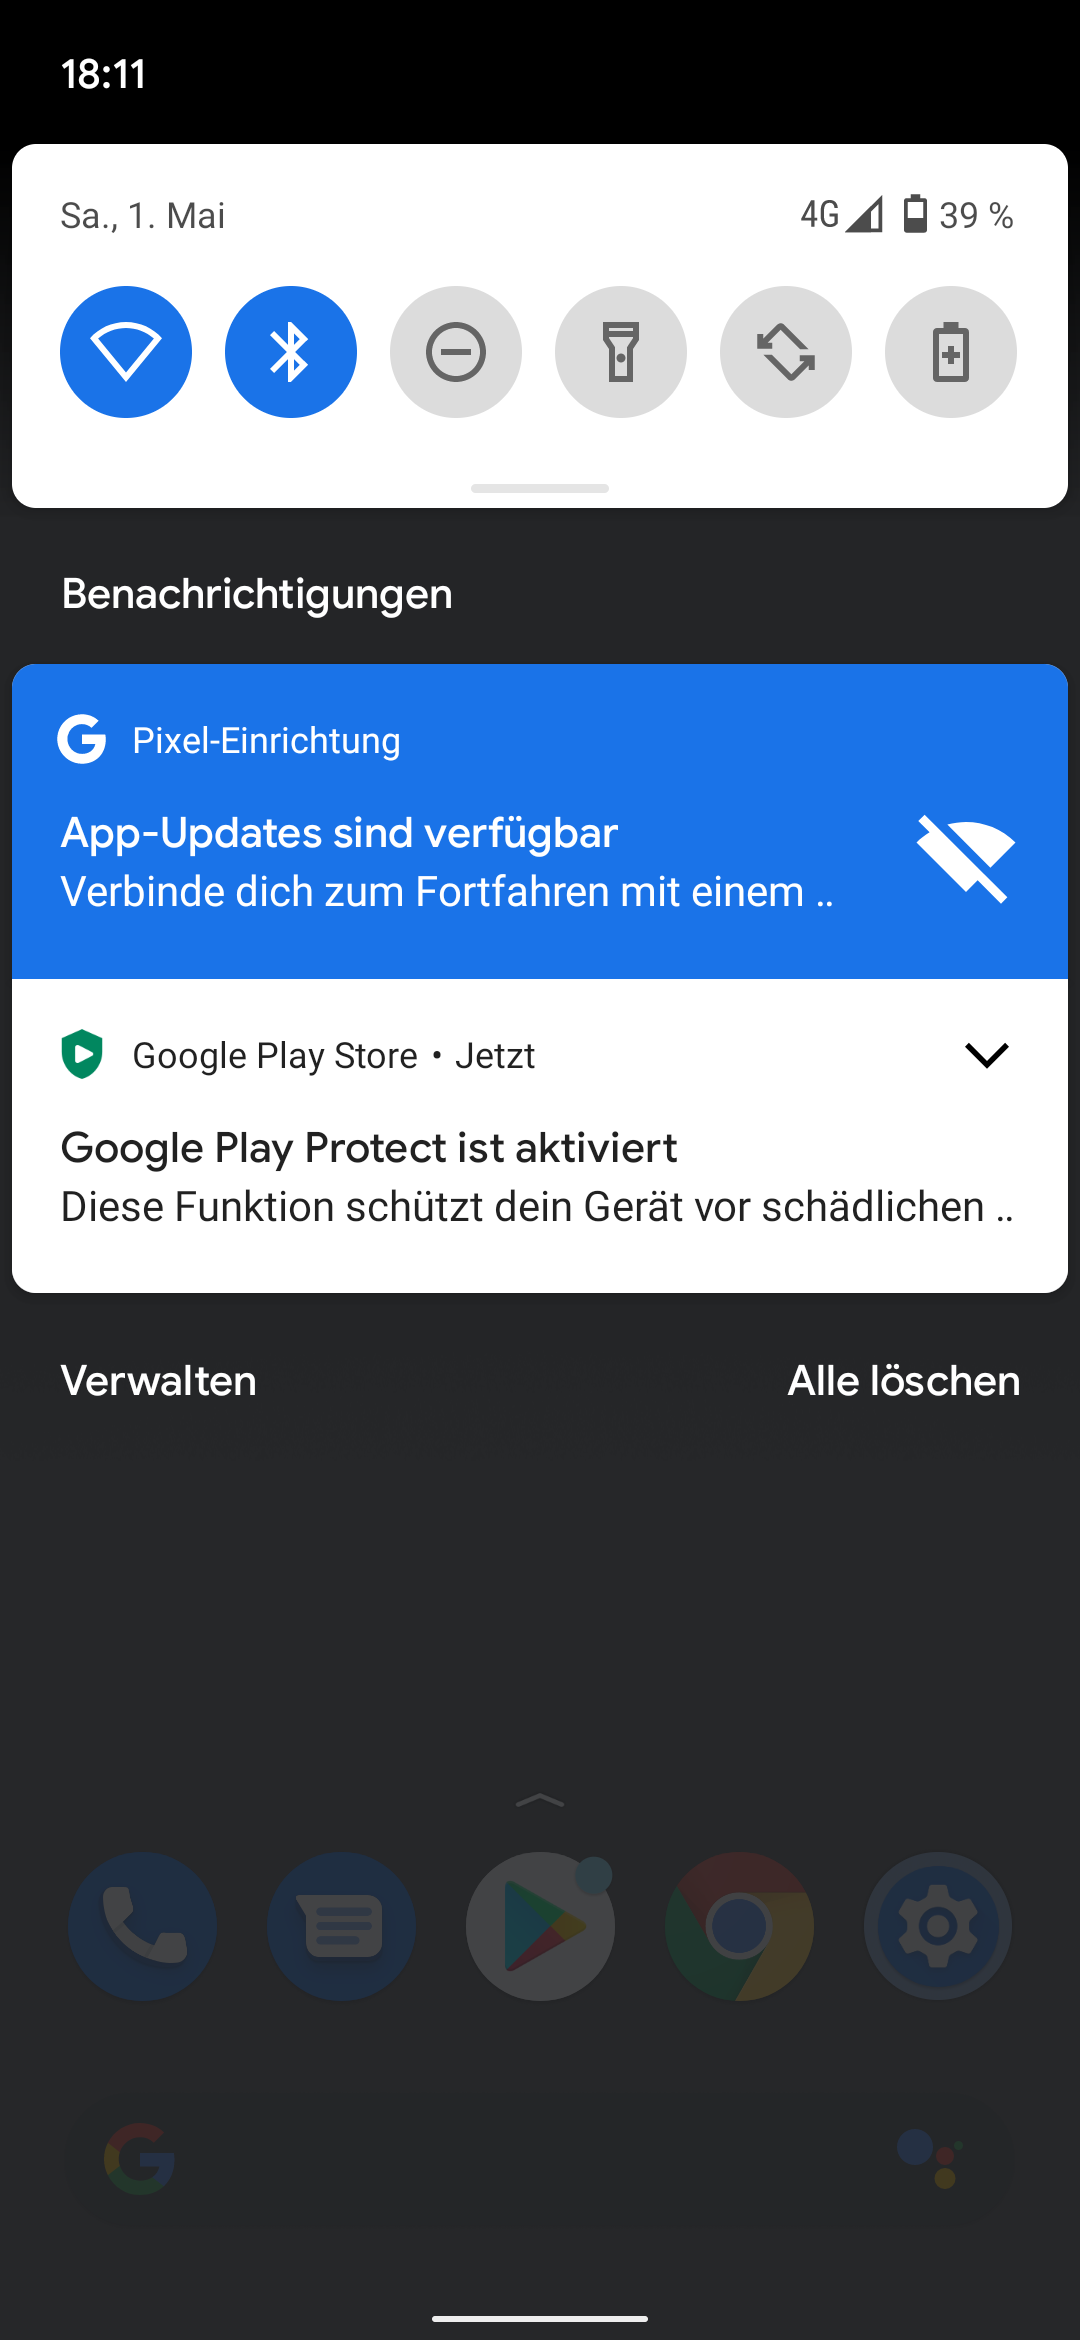 18:11
Sa., 1. Mai 4G 39 %
Benachrichtigungen
Pixel-Einrichtung
App-Updates sind verfügbar
Verbinde dich zum Fortfahren mit einem ..
Google Play Store • Jetzt
Google Play Protect ist aktiviert
Diese Funktion schützt dein Gerät vor schädlichen ..
Verwalten Alle löschen